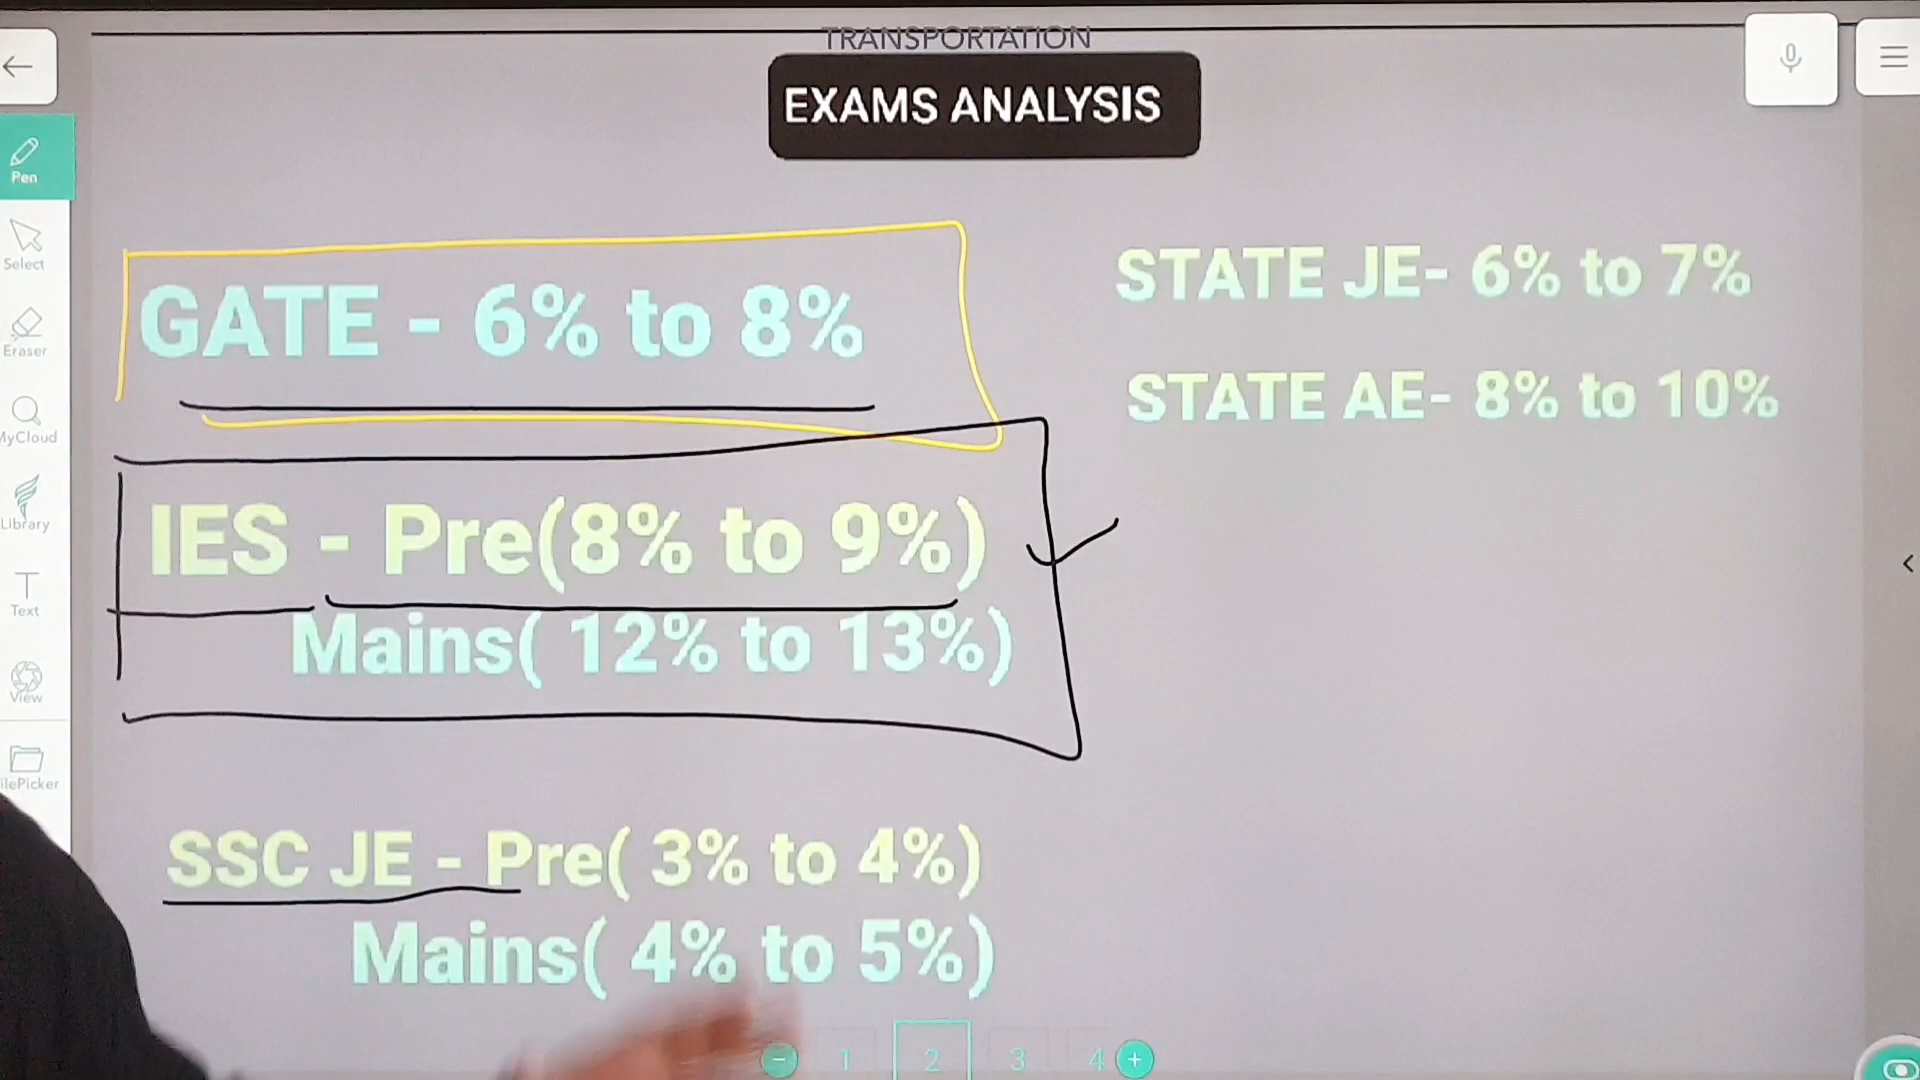 TRANSPORTATION
EXAMS ANALYSIS
Pen
Select
Eraser
MyCloud
Library
Text
View
ilePicker
GATE - 6% to 8%
IES - Pre(8% to 9%)
Mains( 12% to 13%)
SSC JE - Pre( 3% to 4%)
Mains( 4% to 5%)
STATE JE- 6% to 7%
STATE AE- 8% to 10%
1 2 3 4